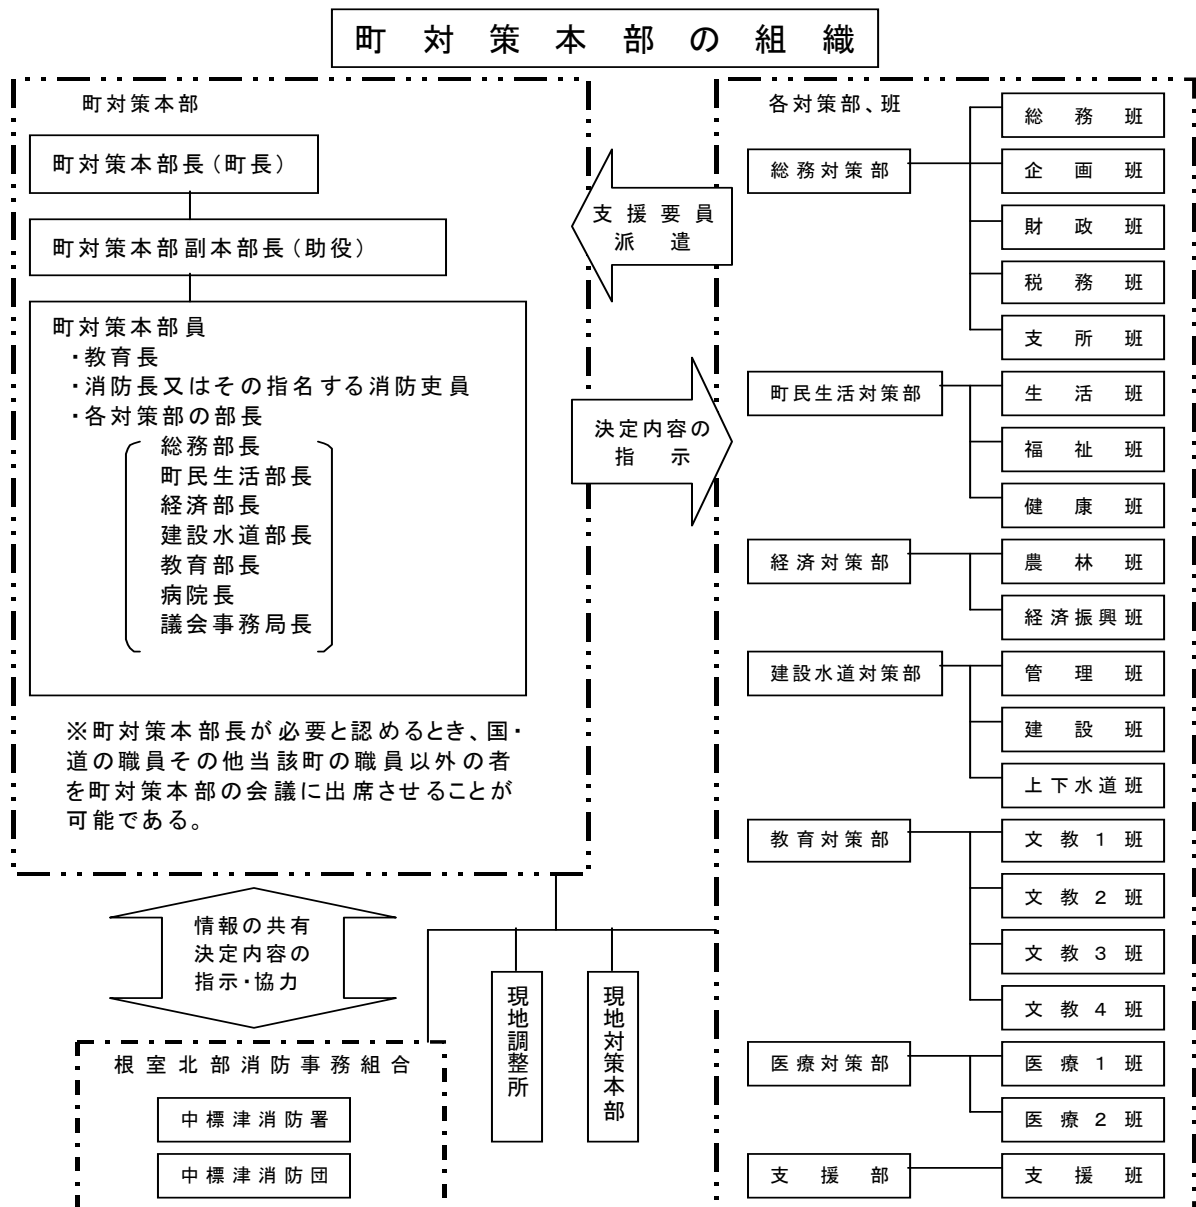 町対策本部の組織
町対策本部
町対策本部長(町長)
町対策本部副本部長(助役)
町対策本部員
・教育長
・消防長又はその指名する消防吏員
・各対策部の部長
総務部長
町民生活部長
経済部長
建設水道部長
教育部長
病院長
議会事務局長
※町対策本部長が必要と認めるとき、国・
道の職員その他当該町の職員以外の者
を町対策本部の会議に出席させることが
可能である。
支援要員
派遣
決定内容の
指示
各対策部、班
総務対策部
総務班
企画班
財政班
税務班
支所班
町民生活対策部
生活班
福祉班
健康班
経済対策部
農林班
経済振興班
建設水道対策部
管理班
建設班
上下水道班
教育対策部
文教1班
文教2班
文教3班
文教4班
医療対策部
医療1班
医療2班
支援部
支援班
情報の共有
決定内容の
指示・協力
現地調整所
現地対策本部
根室北部消防事務組合
中標津消防署
中標津消防団